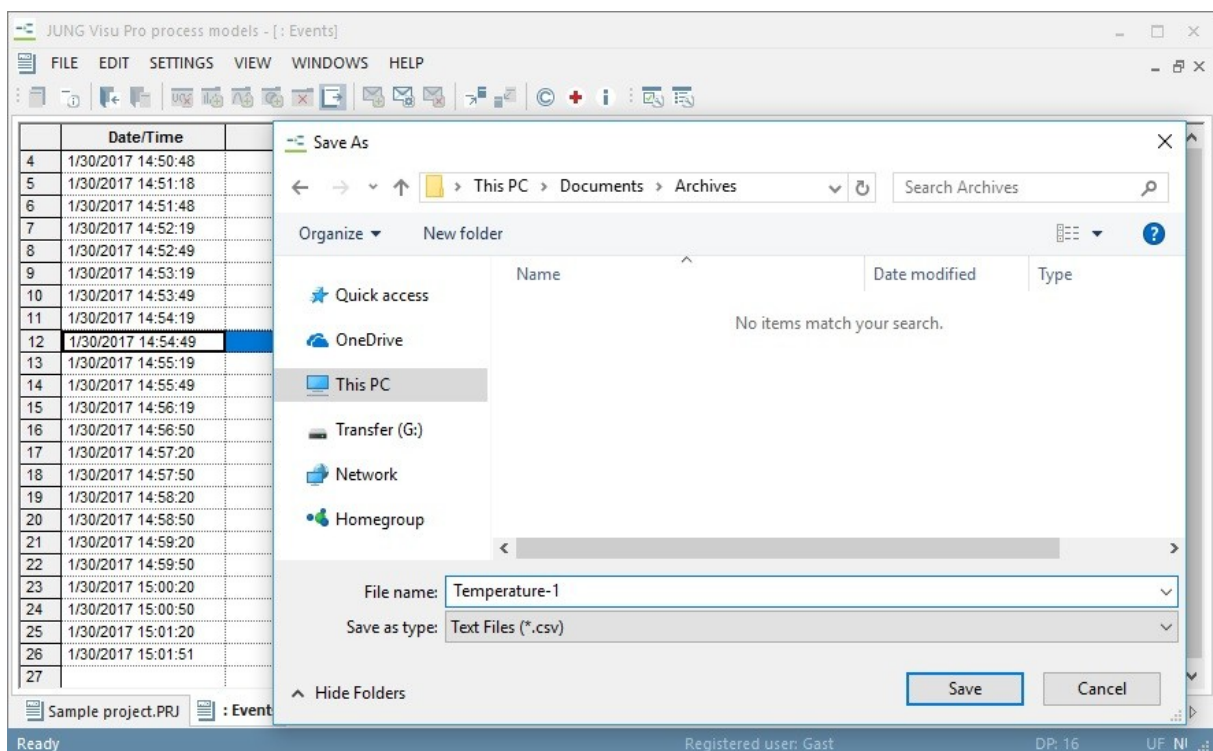 JUNG Visu Pro process models - [ : Events]
FILE EDIT SETTINGS VIEW WINDOWS HELP
Date/Time
4 1/30/2017 14:50:48
5 1/30/2017 14:51:18
6 1/30/2017 14:51:48
7 1/30/2017 14:52:19
8 1/30/2017 14:52:49
9 1/30/2017 14:53:19
10 1/30/2017 14:53:49
11 1/30/2017 14:54:19
12 1/30/2017 14:54:49
13 1/30/2017 14:55:19
14 1/30/2017 14:55:49
15 1/30/2017 14:56:19
16 1/30/2017 14:56:50
17 1/30/2017 14:57:20
18 1/30/2017 14:57:50
19 1/30/2017 14:58:20
20 1/30/2017 14:58:50
21 1/30/2017 14:59:20
22 1/30/2017 14:59:50
23 1/30/2017 15:00:20
24 1/30/2017 15:00:50
25 1/30/2017 15:01:20
26 1/30/2017 15:01:51
27
Save As
This PC > Documents > Archives
Search Archives
Organize
New folder
Name Date modified Type
No items match your search.
Quick access
OneDrive
This PC
Transfer (G:)
Network
Homegroup
File name: Temperature-1
Save as type: Text Files (*.csv)
Hide Folders
Save Cancel
Sample project.PRJ : Event
Ready Registered user: Gast DP: 16 UF